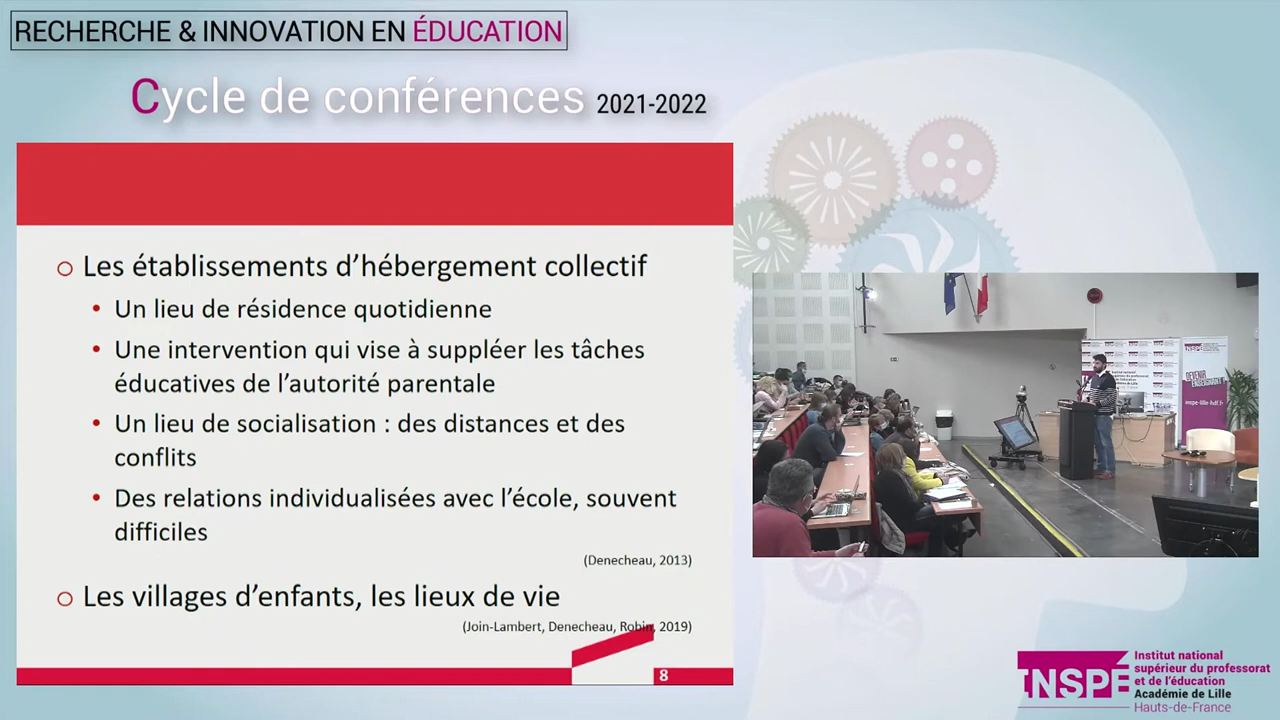 RECHERCHE & INNOVATION EN ÉDUCATION
Cycle de conférences 2021-2022
o Les établissements d’hébergement collectif
• Un lieu de résidence quotidienne
• Une intervention qui vise à suppléer les tâches
éducatives de l’autorité parentale
• Un lieu de socialisation : des distances et des
conflits
• Des relations individualisées avec l’école, souvent
difficiles
(Denecheau, 2013)
o Les villages d’enfants, les lieux de vie
(Join-Lambert, Denecheau, Robin, 2019)
8
INSPÉ
DEVENIR
ENSEIGNANT
inspe-lille-hdf.fr
INSPÉ
Institut national
supérieur du professorat
et de l’éducation
Académie de Lille
Hauts-de-France